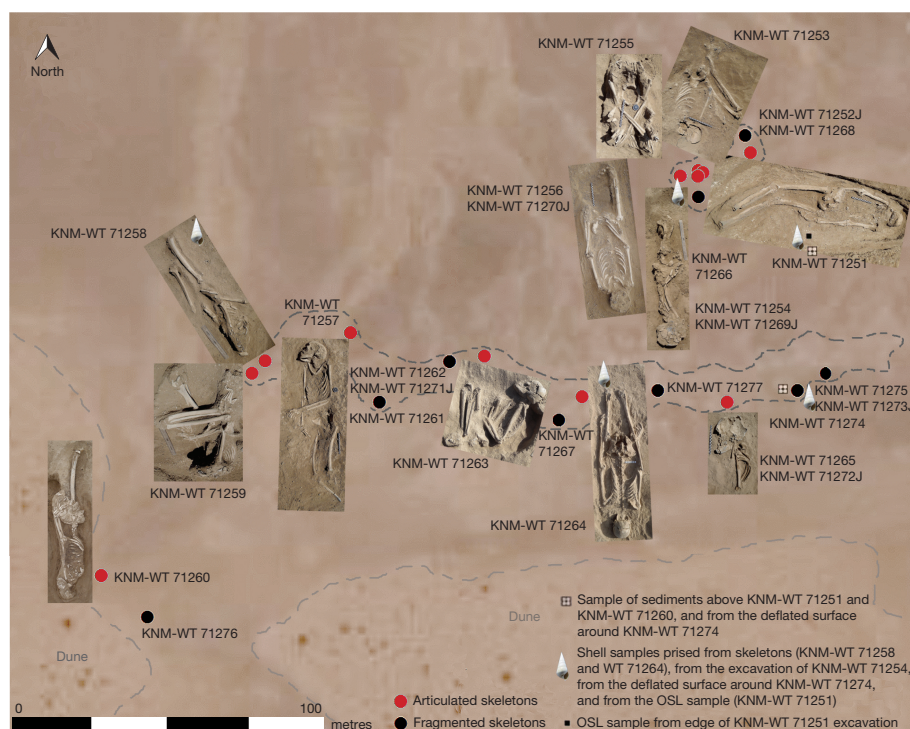 KNM-WT 71255
KNM-WT 71253
North
KNM-WT 71252J
KNM-WT 71268
KNM-WT 71256
KNM-WT 71270J
KNM-WT 71258
KNM-WT
71266
KNM-WT 71251
KNM-WT
71257
KNM-WT 71254
KNM-WT 71269J
KNM-WT 71262
KNM-WT 71271J
KNM-WT 71261
KNM-WT 71277
KNM-WT 71275
KNM-WT 71273J
KNM-WT 71274
KNM-WT
71267
KNM-WT 71263
KNM-WT 71265
KNM-WT 71272J
KNM-WT 71259
KNM-WT 71264
KNM-WT 71260
KNM-WT 71276
Dune
Dune
Sample of sediments above KNM-WT 71251 and
KNM-WT 71260, and from the deflated surface
around KNM-WT 71274
Shell samples prised from skeletons (KNM-WT 71258
and WT 71264), from the excavation of KNM-WT 71254,
from the deflated surface around KNM-WT 71274,
and from the OSL sample (KNM-WT 71251)
0 100
metres
Articulated skeletons
Fragmented skeletons
OSL sample from edge of KNM-WT 71251 excavation